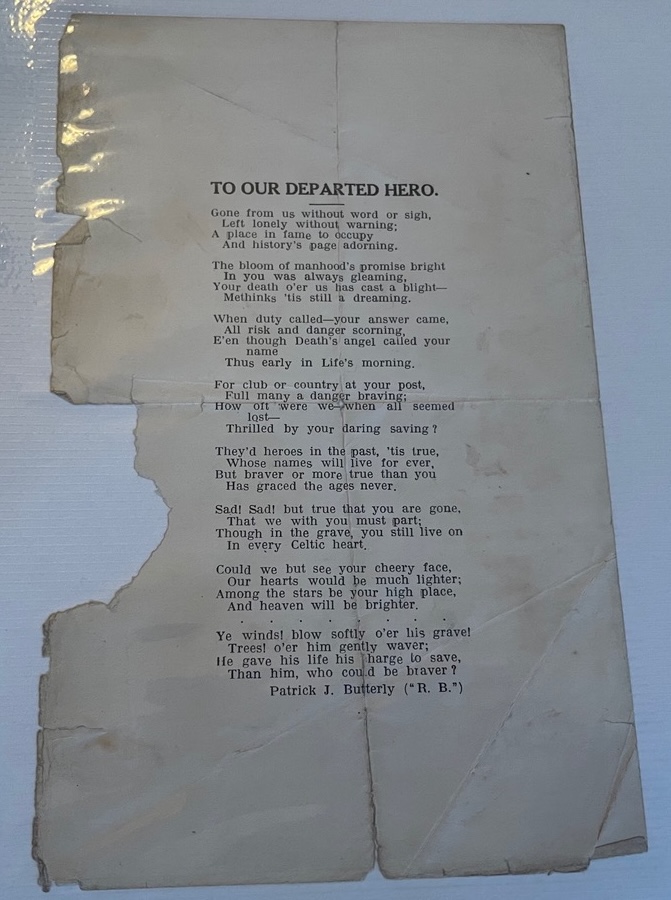 TO OUR DEPARTED HERO.
Gone from us without word or sigh,
Left lonely without warning;
A place in fame to occupy
And history's page adorning.
The bloom of manhood's promise bright
In you was always gleaming,
Your death o'er us has cast a blight—
Methinks 'tis still a dreaming.
When duty called—your answer came,
All risk and danger scorning,
E'en though Death's angel called your
name
Thus early in Life's morning.
For club or country at your post,
Full many a danger braving;
How oft were we—when all seemed
lost—
Thrilled by your daring saving?
They'd heroes in the past, 'tis true,
Whose names will live for ever,
But braver or more true than you
Has graced the ages never.
Sad! Sad! but true that you are gone,
That we with you must part;
Though in the grave, you still live on
In every Celtic heart.
Could we but see your cheery face,
Our hearts would be much lighter;
Among the stars be your high place,
And heaven will be brighter.
. . . . . . .
Ye winds! blow softly o'er his grave!
Trees! o'er him gently waver;
He gave his life his harge to save,
Than him, who could be braver?
Patrick J. Butterly ("R. B.")